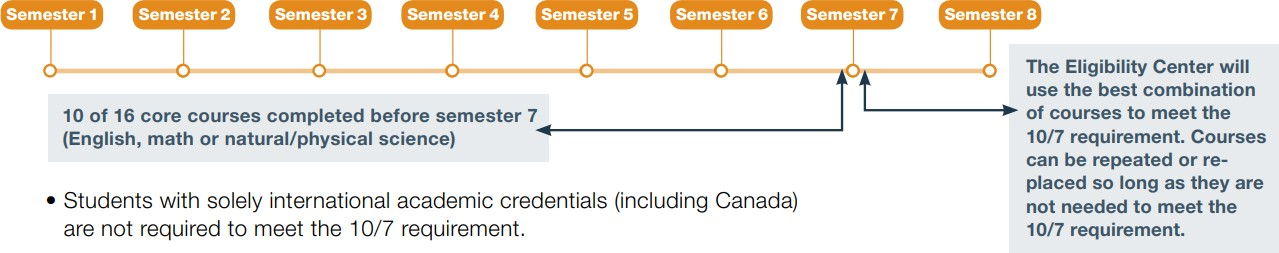 Semester 1
Semester 2
Semester 3
Semester 4
Semester 5
Semester 6
Semester 7
Semester 8
10 of 16 core courses completed before semester 7
(English, math or natural/physical science)
The Eligibility Center will
use the best combination
of courses to meet the
10/7 requirement. Courses
can be repeated or re-
placed so long as they are
not needed to meet the
10/7 requirement.
• Students with solely international academic credentials (including Canada)
are not required to meet the 10/7 requirement.